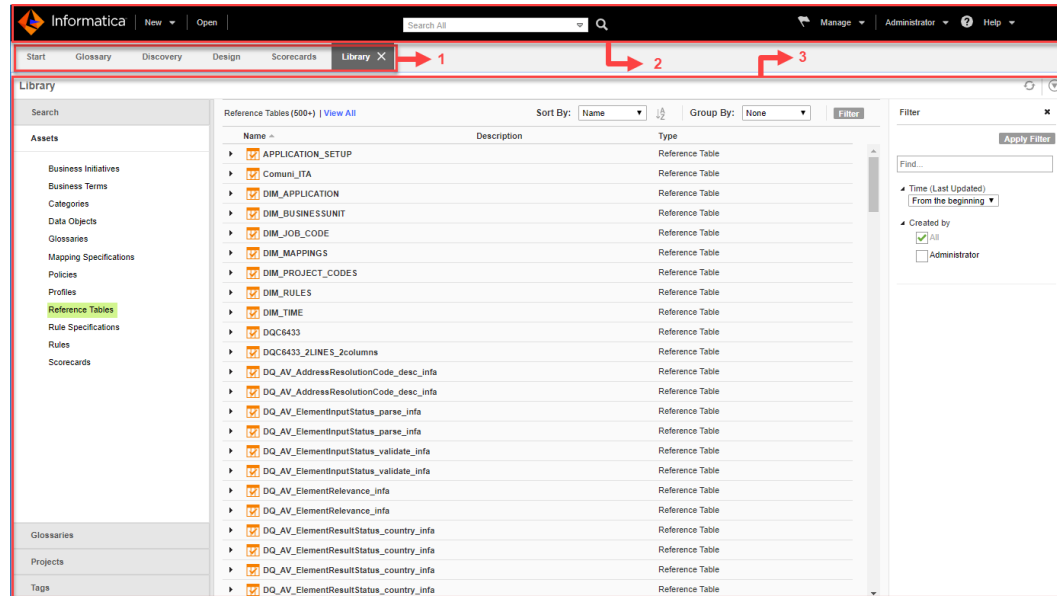 Informatica New Open Search All Manage Administrator ? Help
Start Glossary Discovery Design Scorecards Library X 1 2 3
Library
Search
Assets
Business Initiatives
Business Terms
Categories
Data Objects
Glossaries
Mapping Specifications
Policies
Profiles
Reference Tables
Rule Specifications
Rules
Scorecards
Glossaries
Projects
Tags
Reference Tables (500+) | View All Sort By: Name Group By: None Filter
Name Description Type
APPLICATION_SETUP Reference Table
Comuni_ITA Reference Table
DIM_APPLICATION Reference Table
DIM_BUSINESSUNIT Reference Table
DIM_JOB_CODE Reference Table
DIM_MAPPINGS Reference Table
DIM_PROJECT_CODES Reference Table
DIM_RULES Reference Table
DIM_TIME Reference Table
DQC6433 Reference Table
DQC6433_2LINES_2columns Reference Table
DQ_AV_AddressResolutionCode_desc_infa Reference Table
DQ_AV_AddressResolutionCode_desc_infa Reference Table
DQ_AV_ElementInputStatus_parse_infa Reference Table
DQ_AV_ElementInputStatus_parse_infa Reference Table
DQ_AV_ElementInputStatus_validate_infa Reference Table
DQ_AV_ElementInputStatus_validate_infa Reference Table
DQ_AV_ElementRelevance_infa Reference Table
DQ_AV_ElementRelevance_infa Reference Table
DQ_AV_ElementResultStatus_country_infa Reference Table
DQ_AV_ElementResultStatus_country_infa Reference Table
DQ_AV_ElementResultStatus_country_infa Reference Table
DQ_AV_ElementResultStatus_country_infa Reference Table
Filter
Apply Filter
Find...
Time (Last Updated)
From the beginning
Created by
All
Administrator